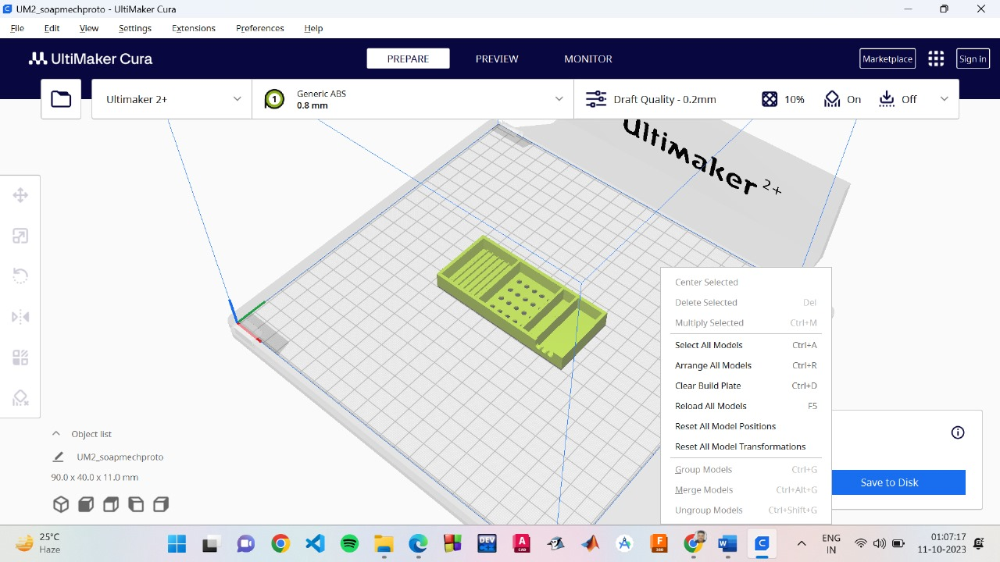 UM2_soapmechproto - UltiMaker Cura
File Edit View Settings Extensions Preferences Help
UltiMaker Cura
PREPARE PREVIEW MONITOR
Marketplace Sign in
Ultimaker 2+
1 Generic ABS
0.8 mm
Draft Quality - 0.2mm 10% On Off
Ultimaker 2+
Center Selected
Delete Selected Del
Multiply Selected Ctrl+M
Select All Models Ctrl+A
Arrange All Models Ctrl+R
Clear Build Plate Ctrl+D
Reload All Models F5
Reset All Model Positions
Reset All Model Transformations
Group Models Ctrl+G
Merge Models Ctrl+Alt+G
Ungroup Models Ctrl+Shift+G
Object list
UM2_soapmechproto
90.0 x 40.0 x 11.0 mm
Save to Disk
25°C
Haze
DEV
A
CAD
F
360
W
C
ENG
IN
01:07:17
11-10-2023